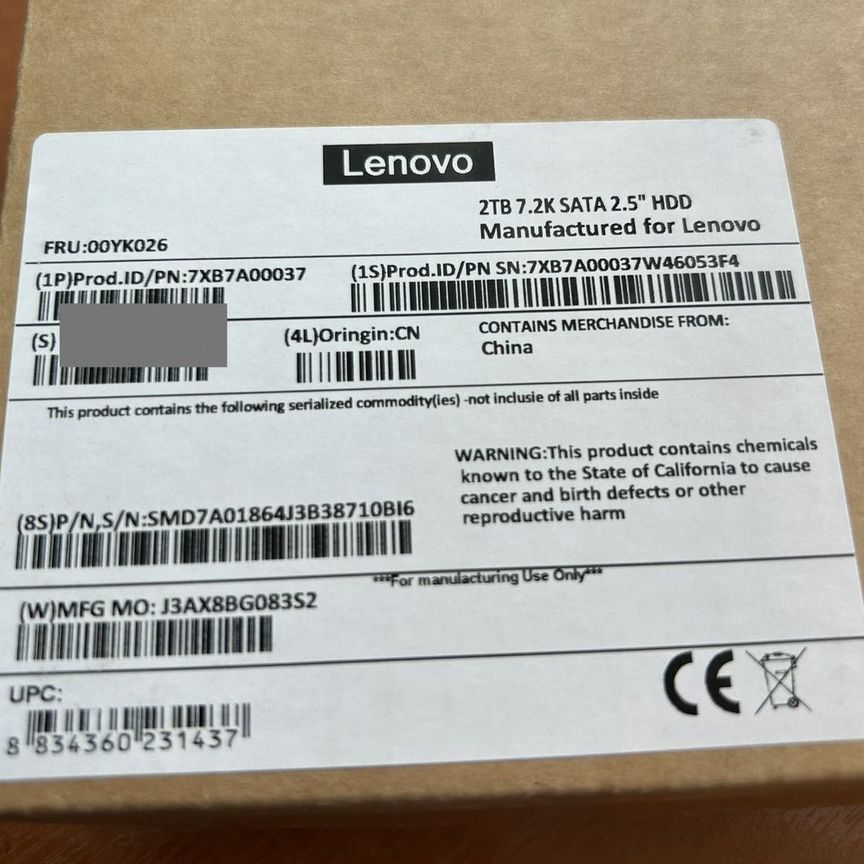 Lenovo
2TB 7.2K SATA 2.5" HDD
Manufactured for Lenovo
FRU:00YK026
(1P)Prod.ID/PN:7XB7A00037
(1S)Prod.ID/PN SN:7XB7A00037W46053F4
(S)
(4L)Oringin:CN
CONTAINS MERCHANDISE FROM:
China
This product contains the following serialized commodity(les) -not inclusie of all parts inside
WARNING:This product contains chemicals
known to the State of California to cause
cancer and birth defects or other
reproductive harm
(8S)P/N,S/N:SMD7A01864J3B38710BI6
***For manulacturing Use Only***
(W)MFG MO: J3AX8BG083S2
UPC:
8 834360 231437
CE